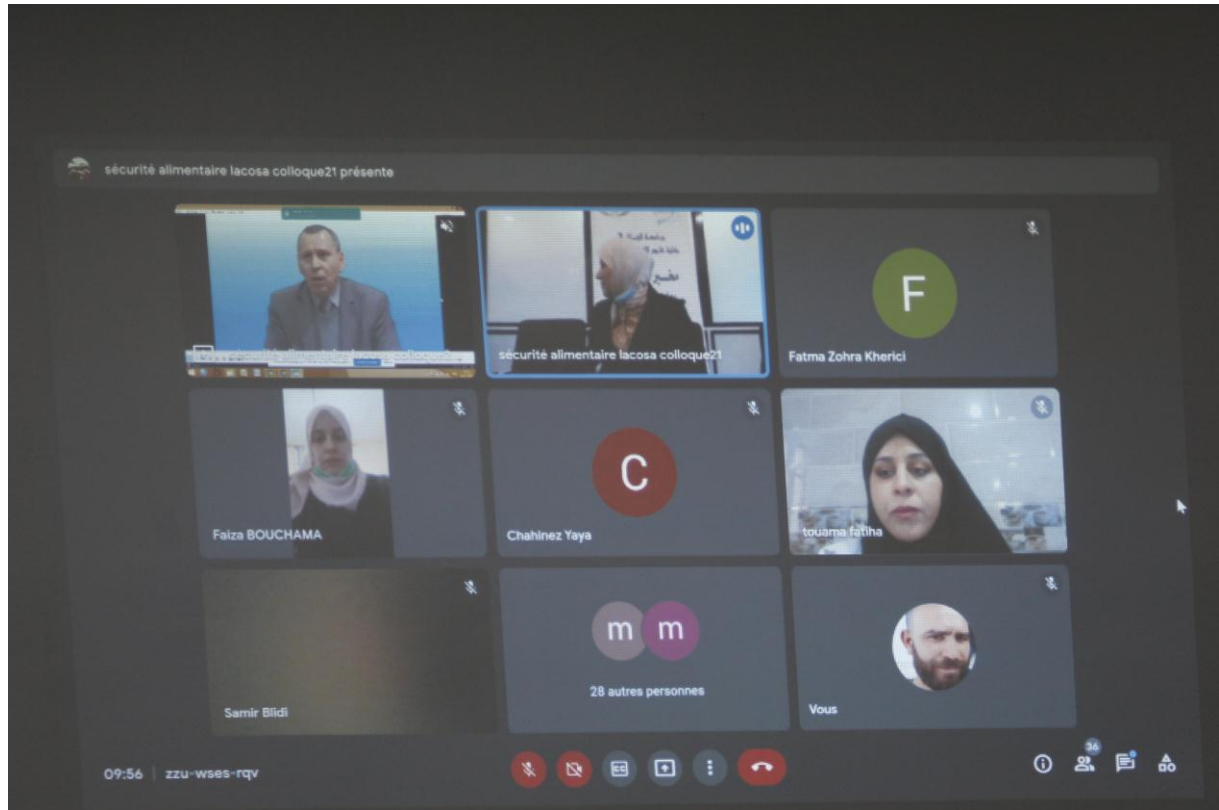 sécurité alimentaire lacosa colloque21 présente
sécurité alimentaire lacosa colloque21
F
Fatma Zohra Kherici
Faiza BOUCHAMA
C
Chahinez Yaya
touama fatiha
Samir Blidi
m m
28 autres personnes
Vous
09:56 | zzu-wses-rqv
CC
36